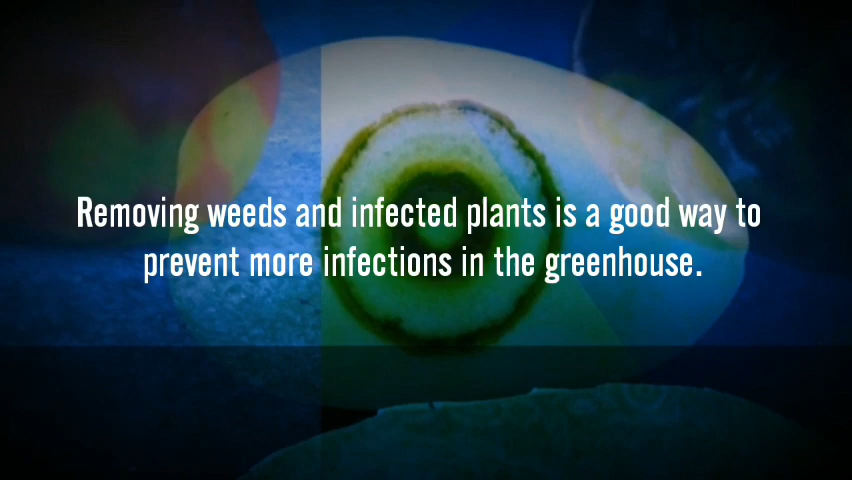 Removing weeds and infected plants is a good way to
prevent more infections in the greenhouse.